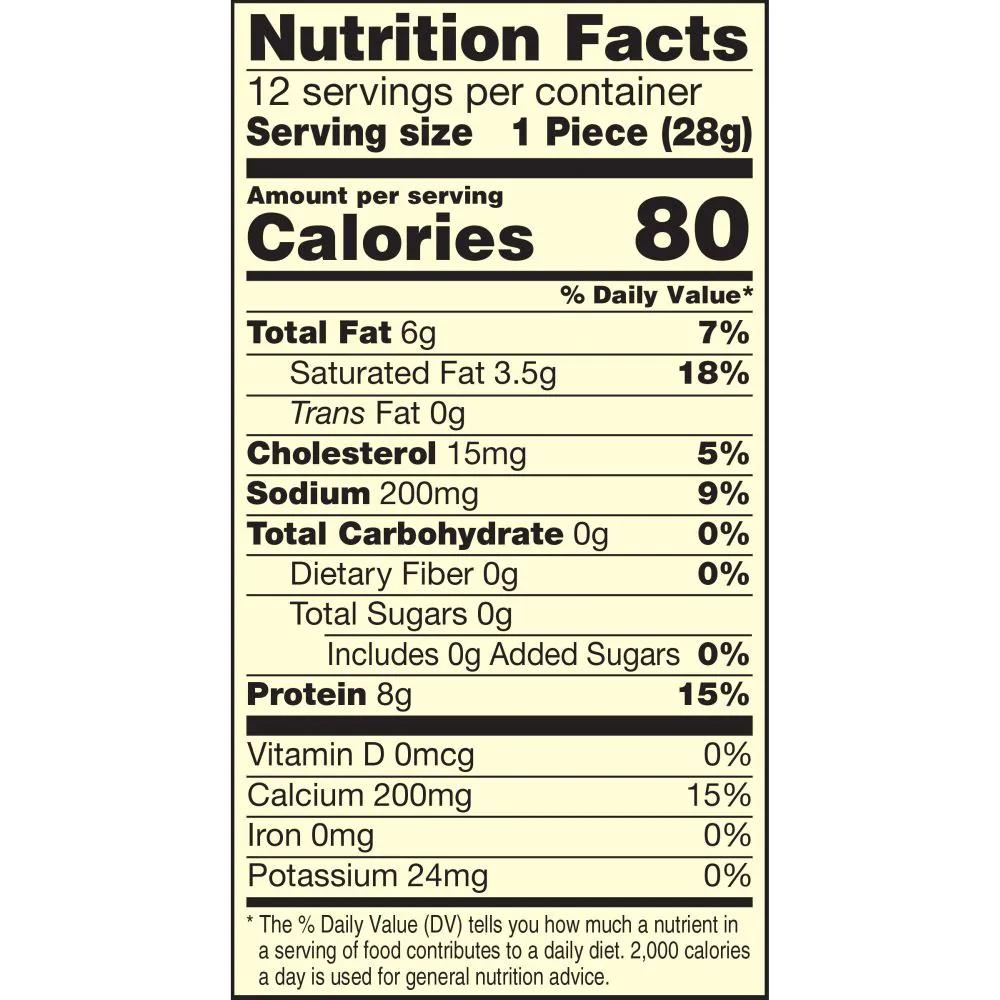 Nutrition Facts
12 servings per container
Serving size 1 Piece (28g)
Amount per serving
Calories 80
% Daily Value*
Total Fat 6g 7%
Saturated Fat 3.5g 18%
Trans Fat 0g
Cholesterol 15mg 5%
Sodium 200mg 9%
Total Carbohydrate 0g 0%
Dietary Fiber 0g 0%
Total Sugars 0g
Includes 0g Added Sugars 0%
Protein 8g 15%
Vitamin D 0mcg 0%
Calcium 200mg 15%
Iron 0mg 0%
Potassium 24mg 0%
* The % Daily Value (DV) tells you how much a nutrient in
a serving of food contributes to a daily diet. 2,000 calories
a day is used for general nutrition advice.